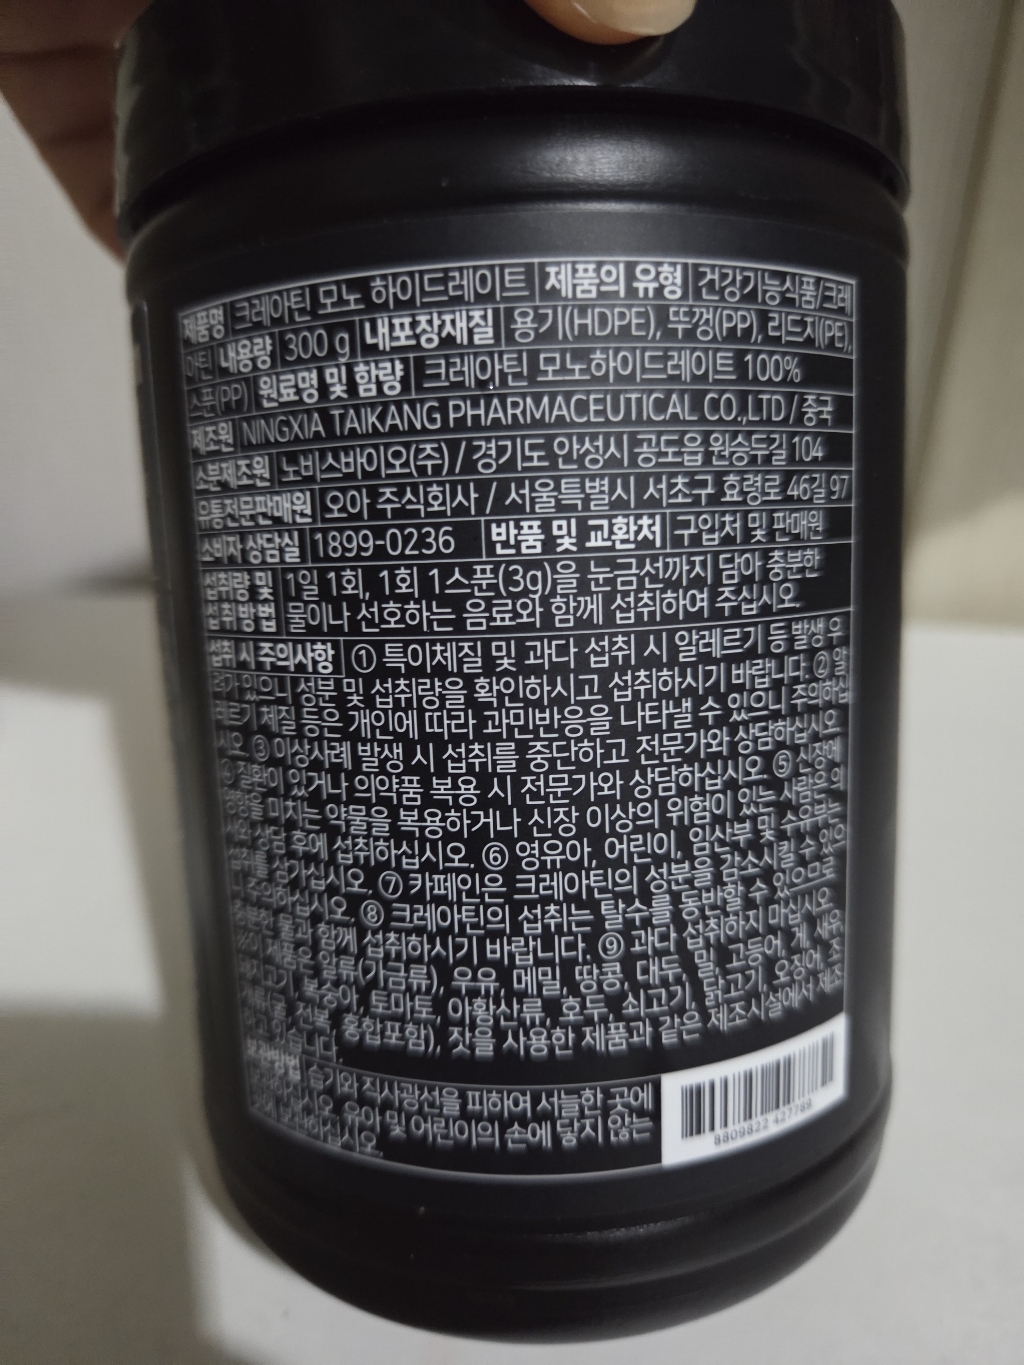 제품명 크레아틴 모노 하이드레이트 제품의 유형 건강기능식품/크레
아틴 내용량 300 g 내포장재질 용기(HDPE), 뚜껑(PP), 리드지(PE),
스푼(PP) 원료명 및 함량 크레아틴 모노하이드레이트 100%
제조원 NINGXIA TAIKANG PHARMACEUTICAL CO.,LTD / 중국
소분제조원 노비스바이오(주) / 경기도 안성시 공도읍 원승두길 104
유통전문판매원 오아 주식회사 / 서울특별시 서초구 효령로 46길 97
소비자 상담실 1899-0236 반품 및 교환처 구입처 및 판매원
섭취량 및 섭취방법 1일 1회, 1회 1스푼(3g)을 눈금선까지 담아 충분한
물이나 선호하는 음료와 함께 섭취하여 주십시오.
섭취 시 주의사항 ① 특이체질 및 과다 섭취 시 알레르기 등 발생 우
려가 있으니 성분 및 섭취량을 확인하시고 섭취하시기 바랍니다. ② 알
레르기 체질 등은 개인에 따라 과민반응을 나타낼 수 있으니 주의하십
시오. ③ 이상사례 발생 시 섭취를 중단하고 전문가와 상담하십시오.
④ 질환이 있거나 의약품 복용 시 전문가와 상담하십시오. ⑤ 신장에
영향을 미치는 약물을 복용하거나 신장 이상의 위험이 있는 사람은 의
사와 상담 후에 섭취하십시오. ⑥ 영유아, 어린이, 임산부 및 수유부는
섭취를 삼가십시오. ⑦ 카페인은 크레아틴의 성분을 감소시킬 수 있으
니 주의하십시오. ⑧ 크레아틴의 섭취는 탈수를 동반할 수 있으므로
충분한 물과 함께 섭취하시기 바랍니다. ⑨ 과다 섭취하지 마십시오.
제품은 알류(가금류), 우유, 메밀, 땅콩, 대두, 밀, 고등어, 게, 새우,
돼지고기, 복숭아, 토마토, 아황산류, 호두, 쇠고기, 닭고기, 오징어, 조
개류(굴, 전복, 홍합포함), 잣을 사용한 제품과 같은 제조시설에서 제조
하고 있습니다.
보관방법
습기와 직사광선을 피하여 서늘한 곳에
유아 및 어린이의 손에 닿지 않는
8809822 427769